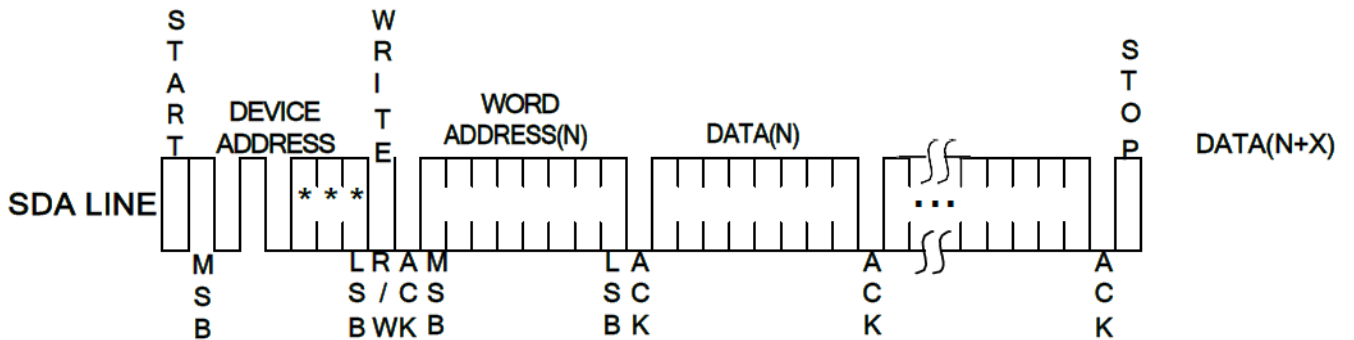 START
WRITE
STOP
DEVICE
ADDRESS
WORD
ADDRESS(N)
DATA(N)
DATA(N+X)
SDA LINE
* * *
...
MSB
LSB
R/W
ACK
MSB
LSB
ACK
ACK
ACK